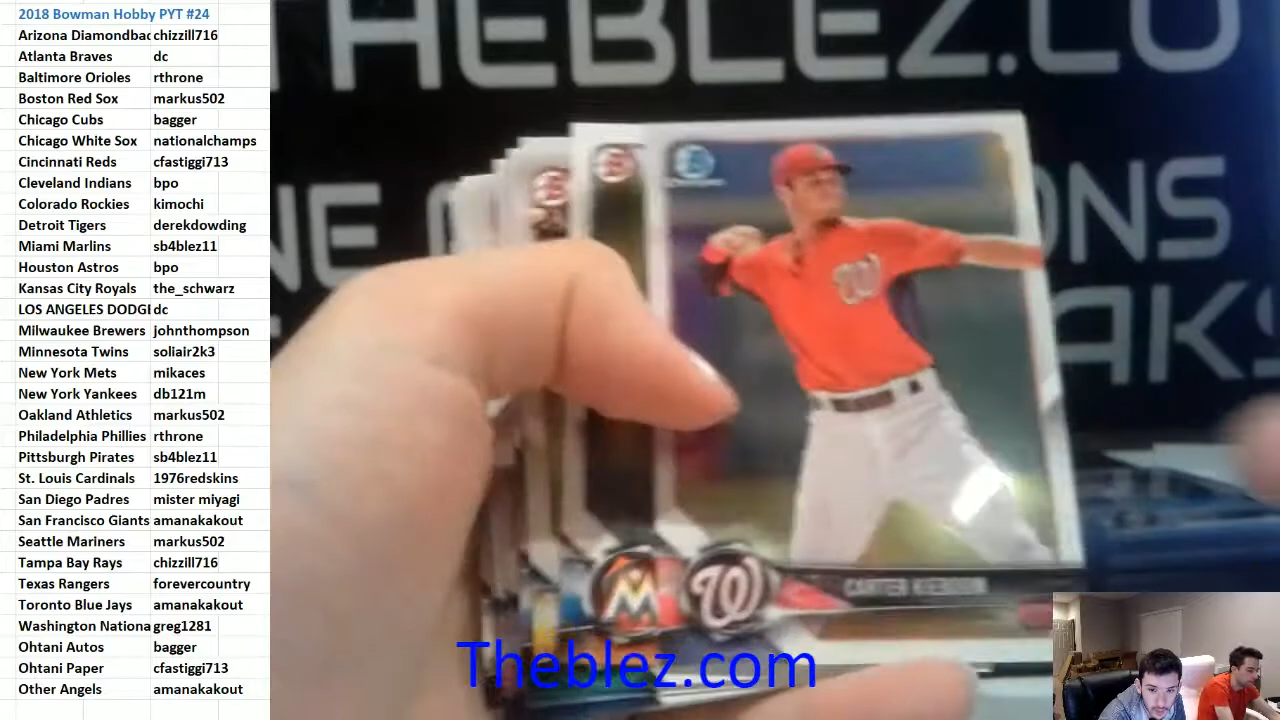 2018 Bowman Hobby PYT #24
Arizona Diamondbac chizzill716
Atlanta Braves dc
Baltimore Orioles rthrone
Boston Red Sox markus502
Chicago Cubs bagger
Chicago White Sox nationalchamps
Cincinnati Reds cfastiggi713
Cleveland Indians bpo
Colorado Rockies kimochi
Detroit Tigers derekdowding
Miami Marlins sb4blez11
Houston Astros bpo
Kansas City Royals the_schwarz
LOS ANGELES DODGE dc
Milwaukee Brewers johnthompson
Minnesota Twins soliair2k3
New York Mets mikaces
New York Yankees db121m
Oakland Athletics markus502
Philadelphia Phillies rthrone
Pittsburgh Pirates sb4blez11
St. Louis Cardinals 1976redskins
San Diego Padres mister miyagi
San Francisco Giants amanakakout
Seattle Mariners markus502
Tampa Bay Rays chizzill716
Texas Rangers forevercountry
Toronto Blue Jays amanakakout
Washington Nationa greg1281
Ohtani Autos bagger
Ohtani Paper cfastiggi713
Other Angels amanakakout
THEBLEZ.CO
ONS
AKS
W
M W
CARTER KIEBOOM
Theblez.com